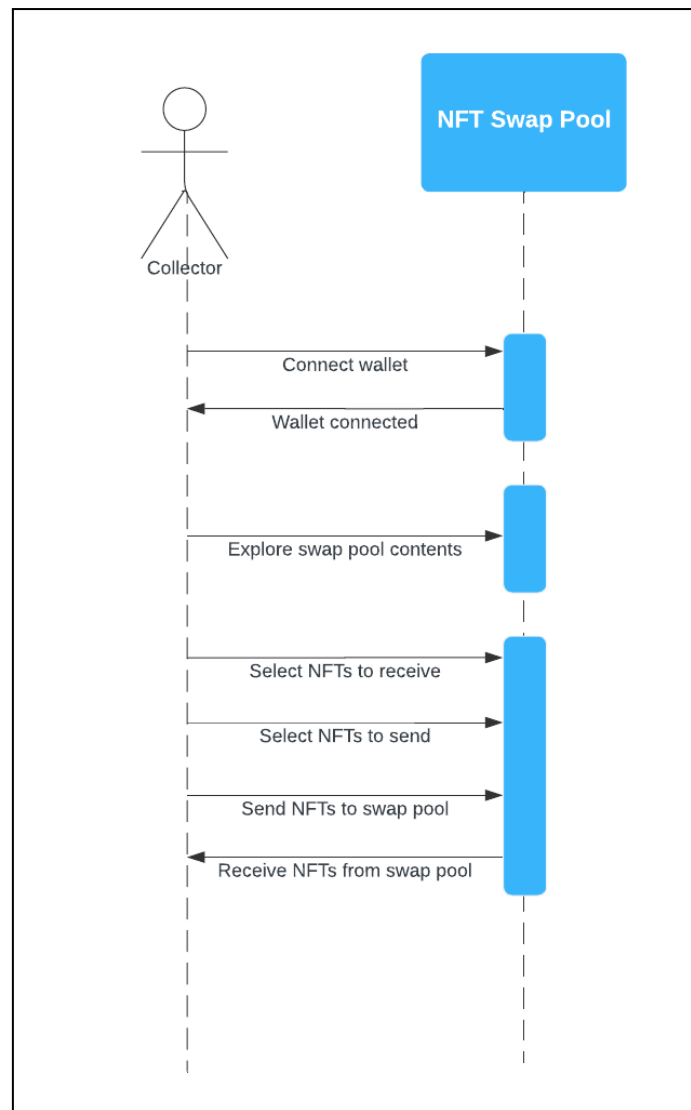 NFT Swap Pool
Collector
Connect wallet
Wallet connected
Explore swap pool contents
Select NFTs to receive
Select NFTs to send
Send NFTs to swap pool
Receive NFTs from swap pool